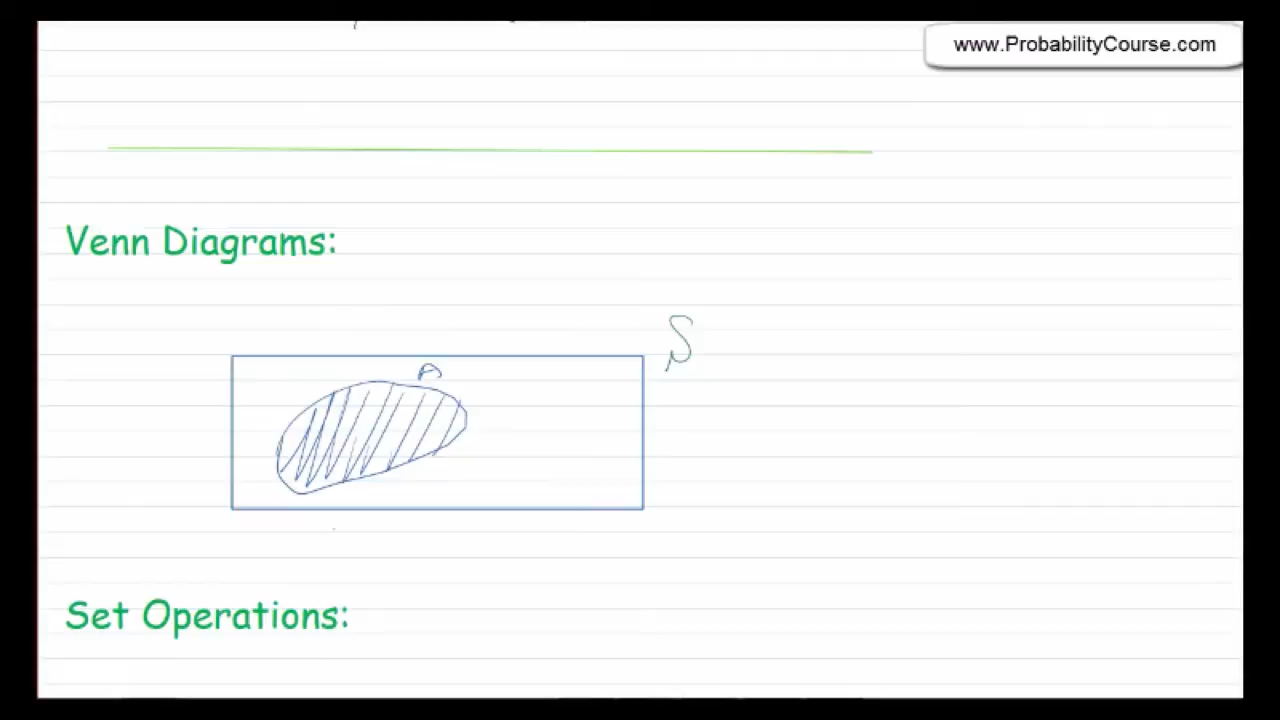 www.ProbabilityCourse.com
Venn Diagrams:
S
A
Set Operations: